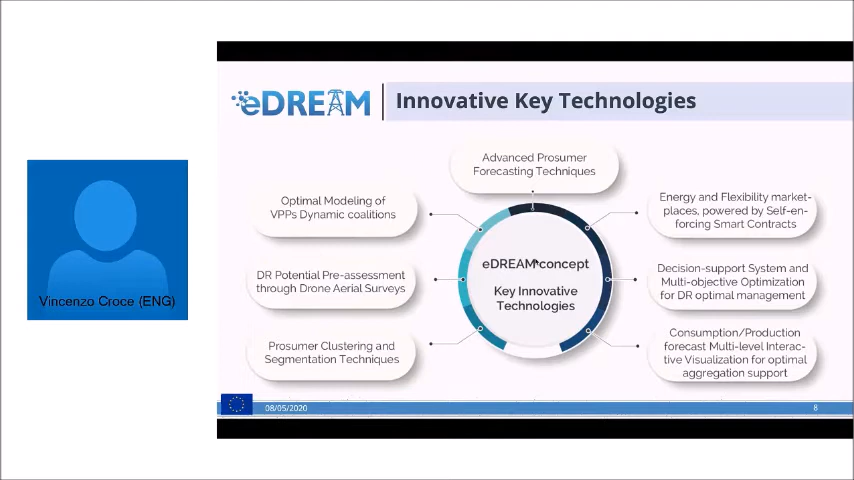 eDREAM
Innovative Key Technologies
Advanced Prosumer
Forecasting Techniques
Optimal Modeling of
VPPs Dynamic coalitions
Energy and Flexibility market-
places, powered by Self-en-
forcing Smart Contracts
eDREAM concept
Key Innovative
Technologies
DR Potential Pre-assessment
through Drone Aerial Surveys
Decision-support System and
Multi-objective Optimization
for DR optimal management
Prosumer Clustering and
Segmentation Techniques
Consumption/Production
forecast Multi-level Interac-
tive Visualization for optimal
aggregation support
Vincenzo Croce (ENG)
08/05/2020
8